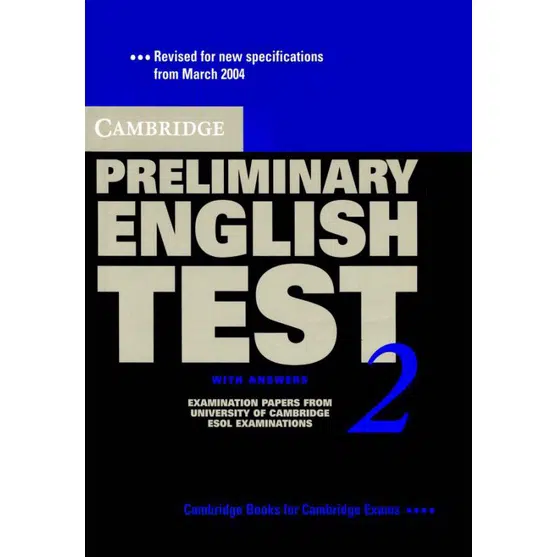 ••• Revised for new specifications
from March 2004
CAMBRIDGE
PRELIMINARY
ENGLISH
TEST
2
WITH ANSWERS
EXAMINATION PAPERS FROM
UNIVERSITY OF CAMBRIDGE
ESOL EXAMINATIONS
Cambridge Books for Cambridge Exams ••••